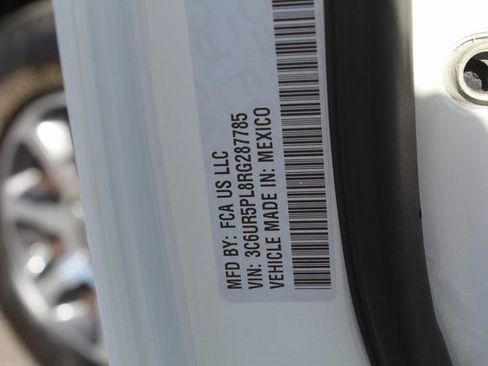 MFD BY: FCA US LLC
VIN: 3C6UR5PL8RG287785
VEHICLE MADE IN: MEXICO